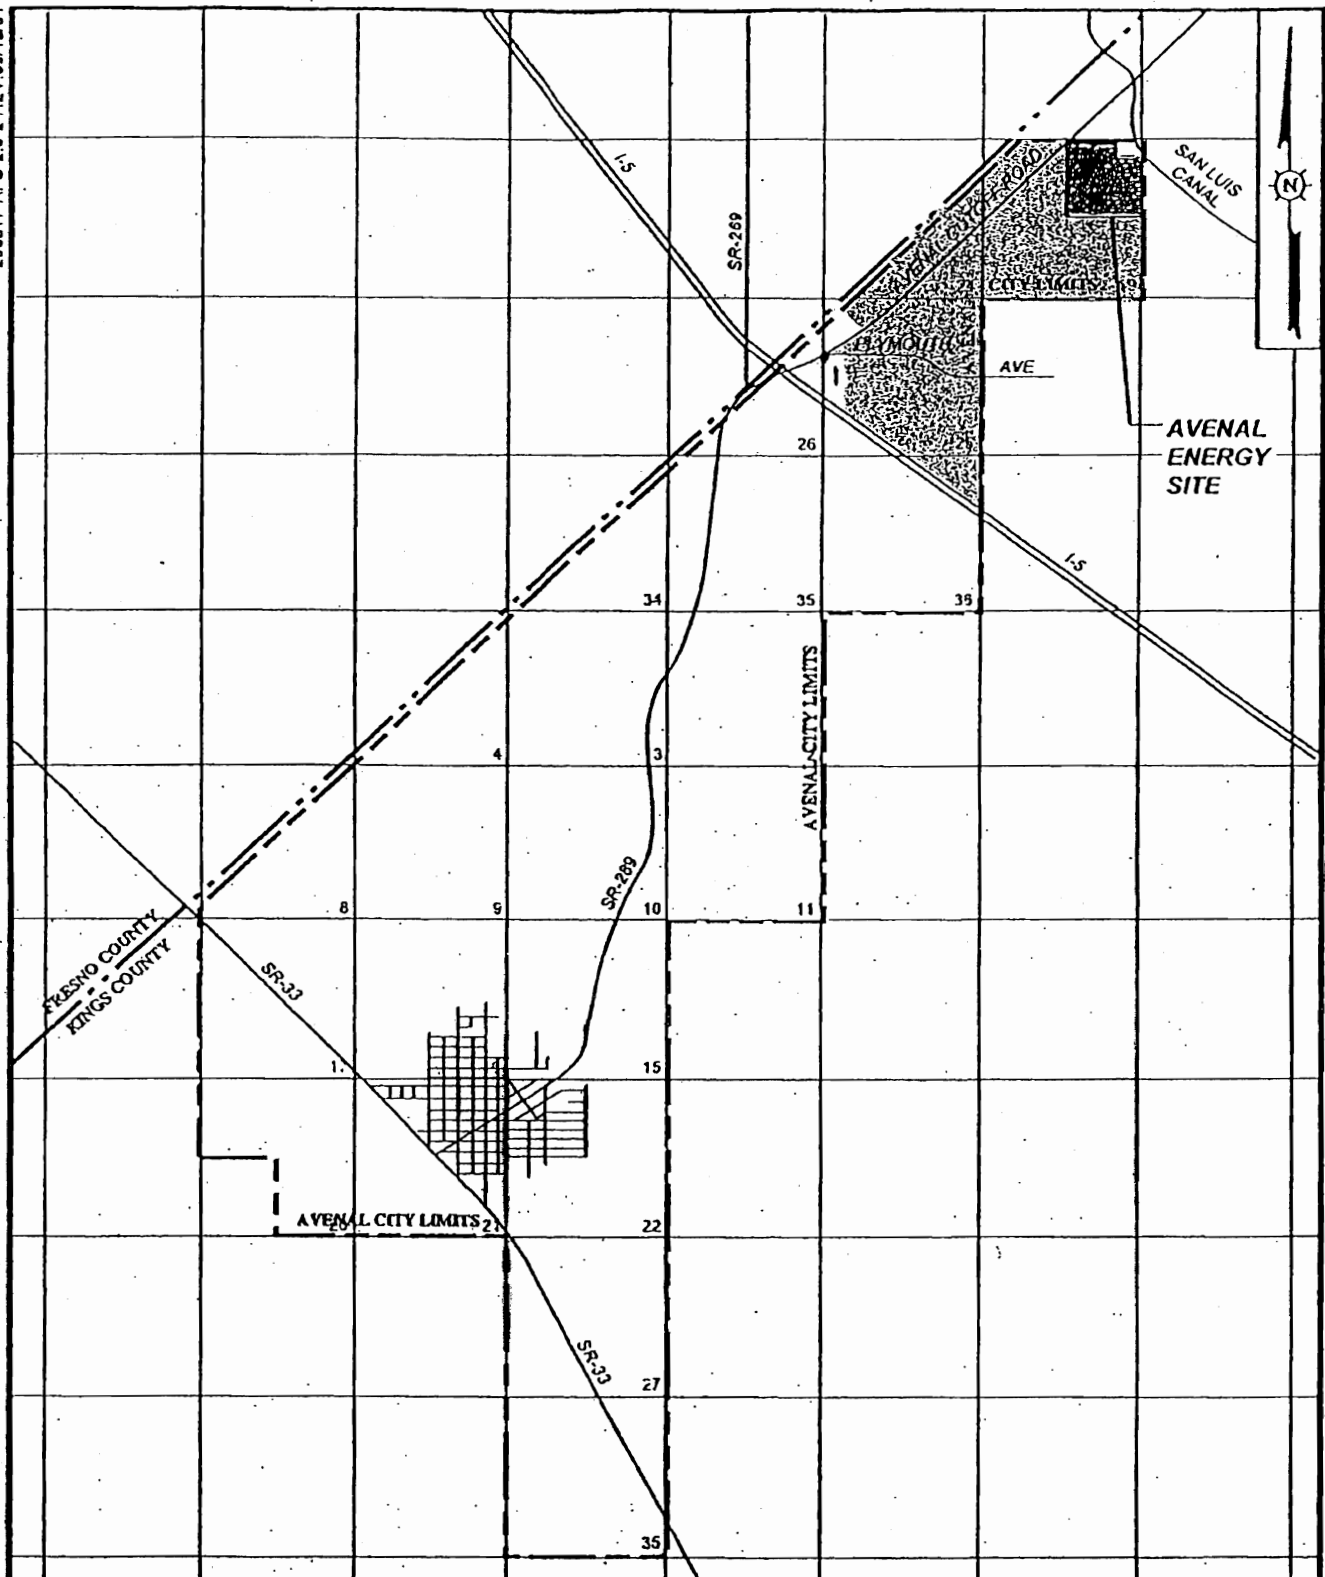 I-5
SR-269
AVENAL CUTOFF ROAD
SAN LUIS
CANAL
N
CITY LIMITS
PLYMOUTH
AVE
AVENAL
ENERGY
SITE
26
I-5
34
35
36
AVENAL CITY LIMITS
4
3
SR-269
8
9
10
11
FRESNO COUNTY
KINGS COUNTY
SR-33
15
AVENAL CITY LIMITS
21
22
SR-33
27
35